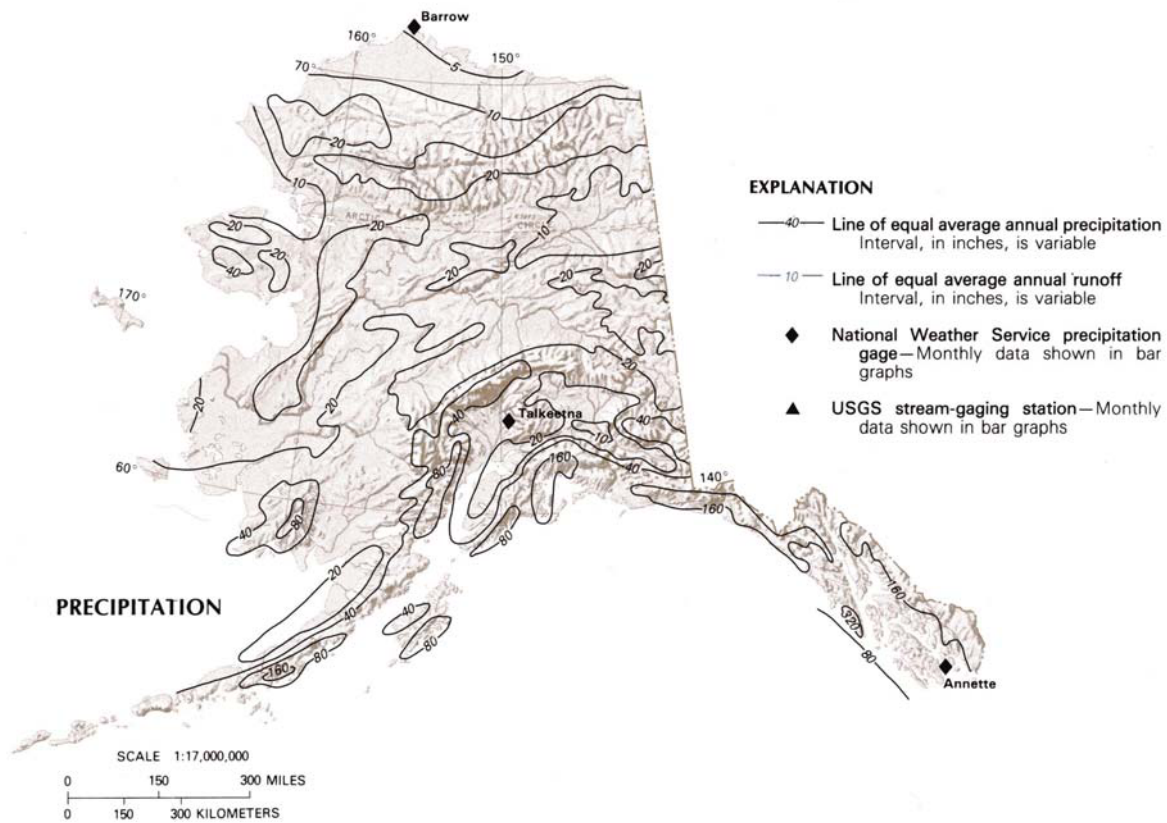 Barrow
160°
150°
70°
5
10
20
20
10
ARCTIC
20
10
20
20
40
20
20
170°
20
20
20
40
Talkeetna
40
20
10
60°
80
160
40
140°
160
40
80
80
20
160
PRECIPITATION
40
40
320
80
80
160
80
Annette
EXPLANATION
40 Line of equal average annual precipitation
Interval, in inches, is variable
10 Line of equal average annual runoff
Interval, in inches, is variable
National Weather Service precipitation
gage—Monthly data shown in bar
graphs
USGS stream-gaging station—Monthly
data shown in bar graphs
SCALE 1:17,000,000
0 150 300 MILES
0 150 300 KILOMETERS